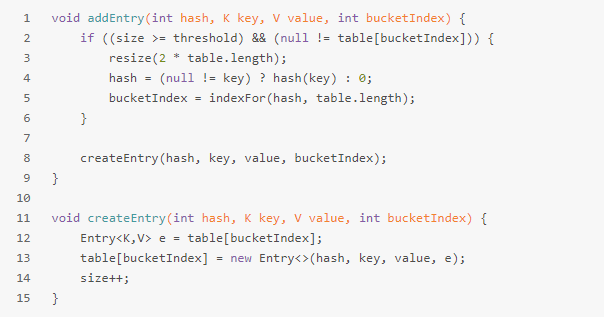 1 void addEntry(int hash, K key, V value, int bucketIndex) {
2     if ((size >= threshold) && (null != table[bucketIndex])) {
3         resize(2 * table.length);
4         hash = (null != key) ? hash(key) : 0;
5         bucketIndex = indexFor(hash, table.length);
6     }
7
8     createEntry(hash, key, value, bucketIndex);
9 }
10
11 void createEntry(int hash, K key, V value, int bucketIndex) {
12     Entry<K,V> e = table[bucketIndex];
13     table[bucketIndex] = new Entry<>(hash, key, value, e);
14     size++;
15 }